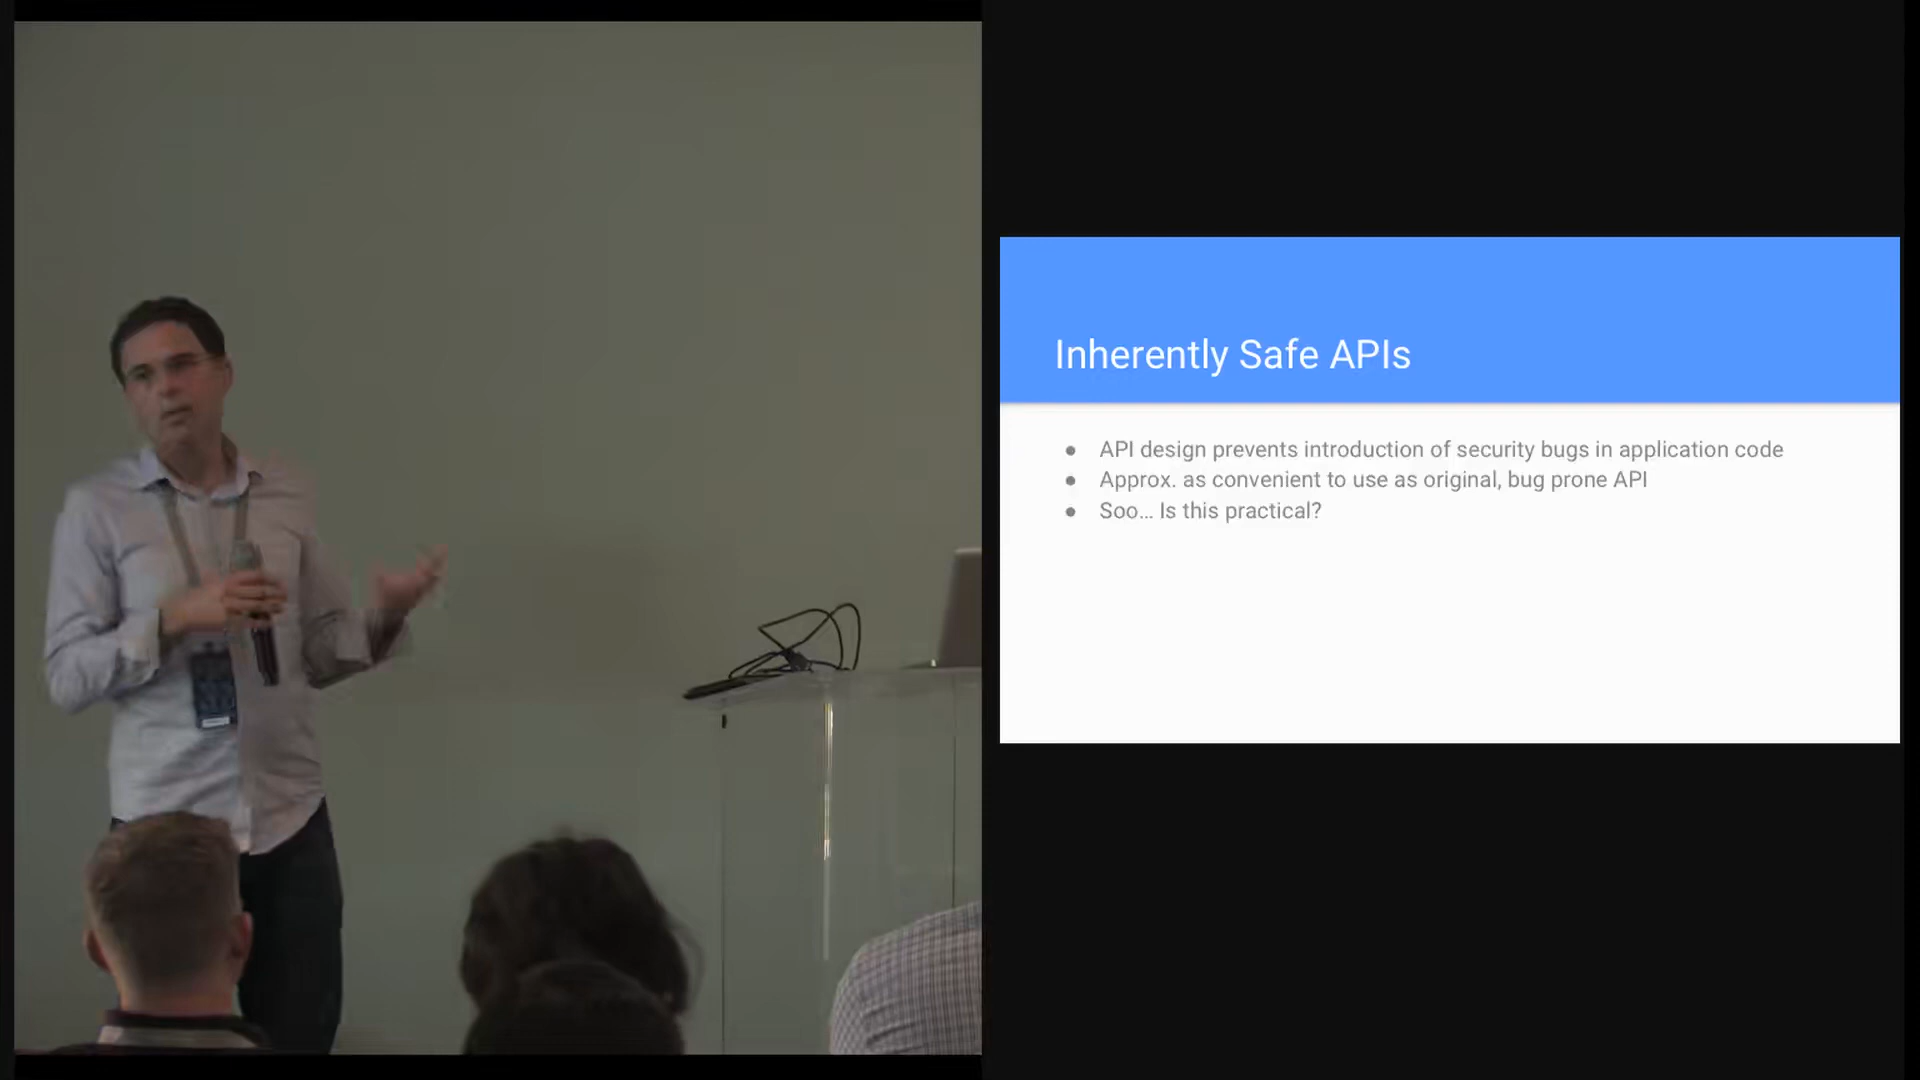 Inherently Safe APIs
● API design prevents introduction of security bugs in application code
● Approx. as convenient to use as original, bug prone API
● Soo... Is this practical?